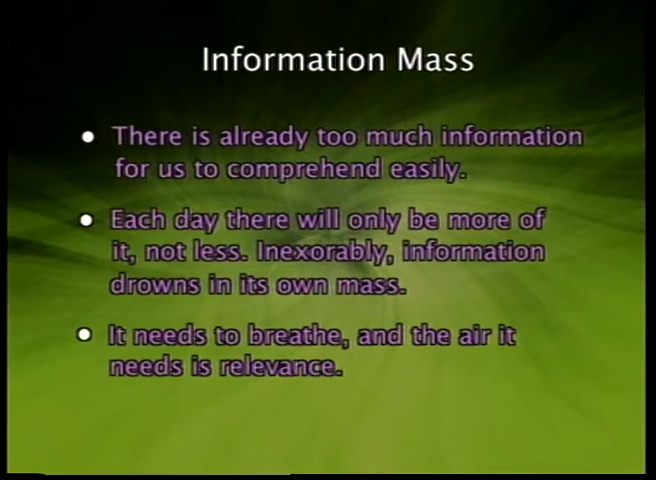 Information Mass
• There is already too much information
for us to comprehend easily.
• Each day there will only be more of
it, not less. Inexorably, information
drowns in its own mass.
• It needs to breathe, and the air it
needs is relevance.